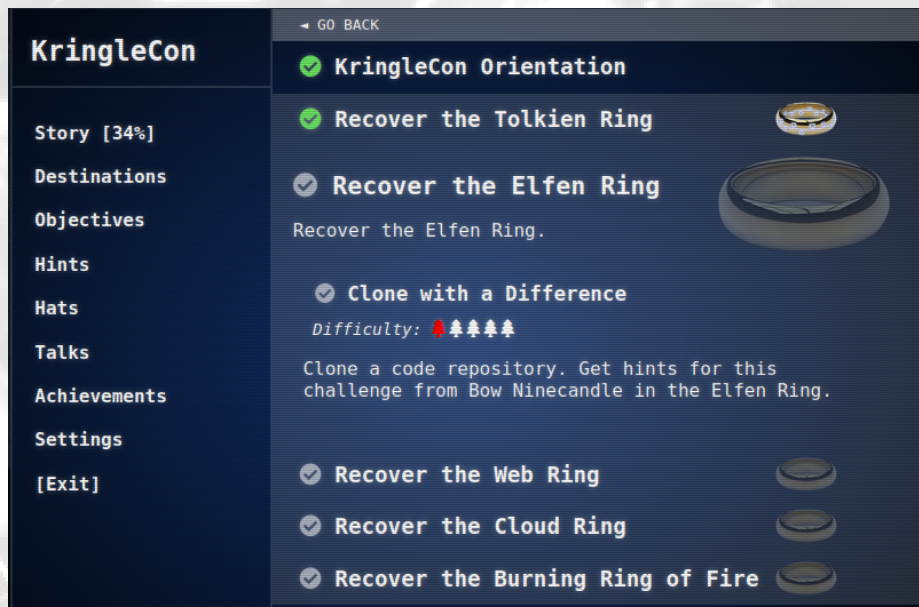 KringleCon
Story [34%]
Destinations
Objectives
Hints
Hats
Talks
Achievements
Settings
[Exit]
◄ GO BACK
KringleCon Orientation
Recover the Tolkien Ring
Recover the Elfen Ring
Recover the Elfen Ring.
Clone with a Difference
Difficulty:
Clone a code repository. Get hints for this
challenge from Bow Ninecandle in the Elfen Ring.
Recover the Web Ring
Recover the Cloud Ring
Recover the Burning Ring of Fire